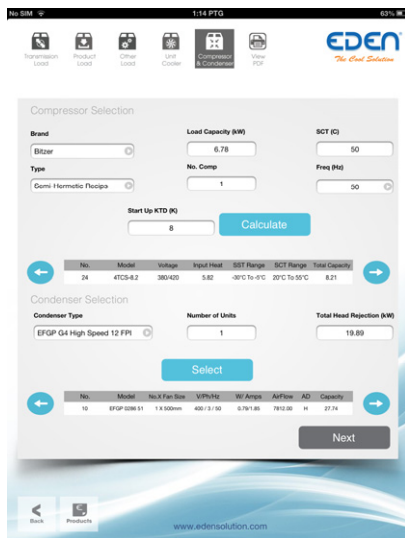 No SIM 1:14 PTG 63%
Transmission Load
Product Load
Other Load
Unit Cooler
Compressor & Condenser
View PDF
EDEN
The Cool Solution
Compressor Selection
Brand Load Capacity (kW) SCT (C)
Bitzer 6.78 50
Type No. Comp Freq (Hz)
Semi-Hermetic Recips 1 50
Start Up KTD (K)
8 Calculate
No. Model Voltage Input Heat SST Range SCT Range Total Capacity
24 4TCS-8.2 380/420 5.82 -30°C To -5°C 20°C To 55°C 8.21
Condenser Selection
Condenser Type Number of Units Total Head Rejection (kW)
EFGP G4 High Speed 12 FPI 1 19.89
Select
No. Model No.X Fan Size V/Ph/Hz W/ Amps AirFlow AD Capacity
10 EFGP 0286 51 1 X 500mm 400 / 3 / 50 0.79/1.85 7812.00 H 27.74
Next
Back Products
www.edensolution.com